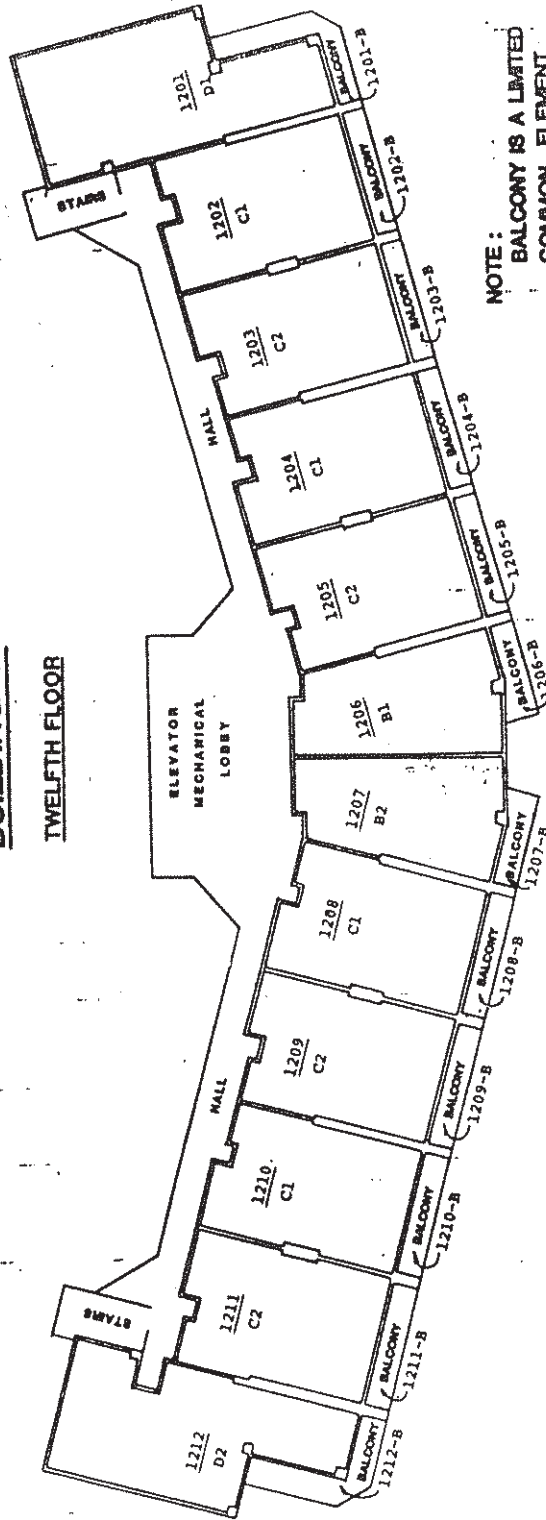 TWELFTH FLOOR
ELEVATOR
MECHANICAL
LOBBY
STAIRS
HALL
HALL
STAIRS
1201
D1
1202
C1
1203
C2
1204
C1
1205
C2
1206
B1
1207
B2
1208
C1
1209
C2
1210
C1
1211
C2
1212
D2
BALCONY
1201-B
BALCONY
1202-B
BALCONY
1203-B
BALCONY
1204-B
BALCONY
1205-B
BALCONY
1206-B
BALCONY
1207-B
BALCONY
1208-B
BALCONY
1209-B
BALCONY
1210-B
BALCONY
1211-B
BALCONY
1212-B
NOTE:
BALCONY IS A LIMITED
COMMON ELEMENT